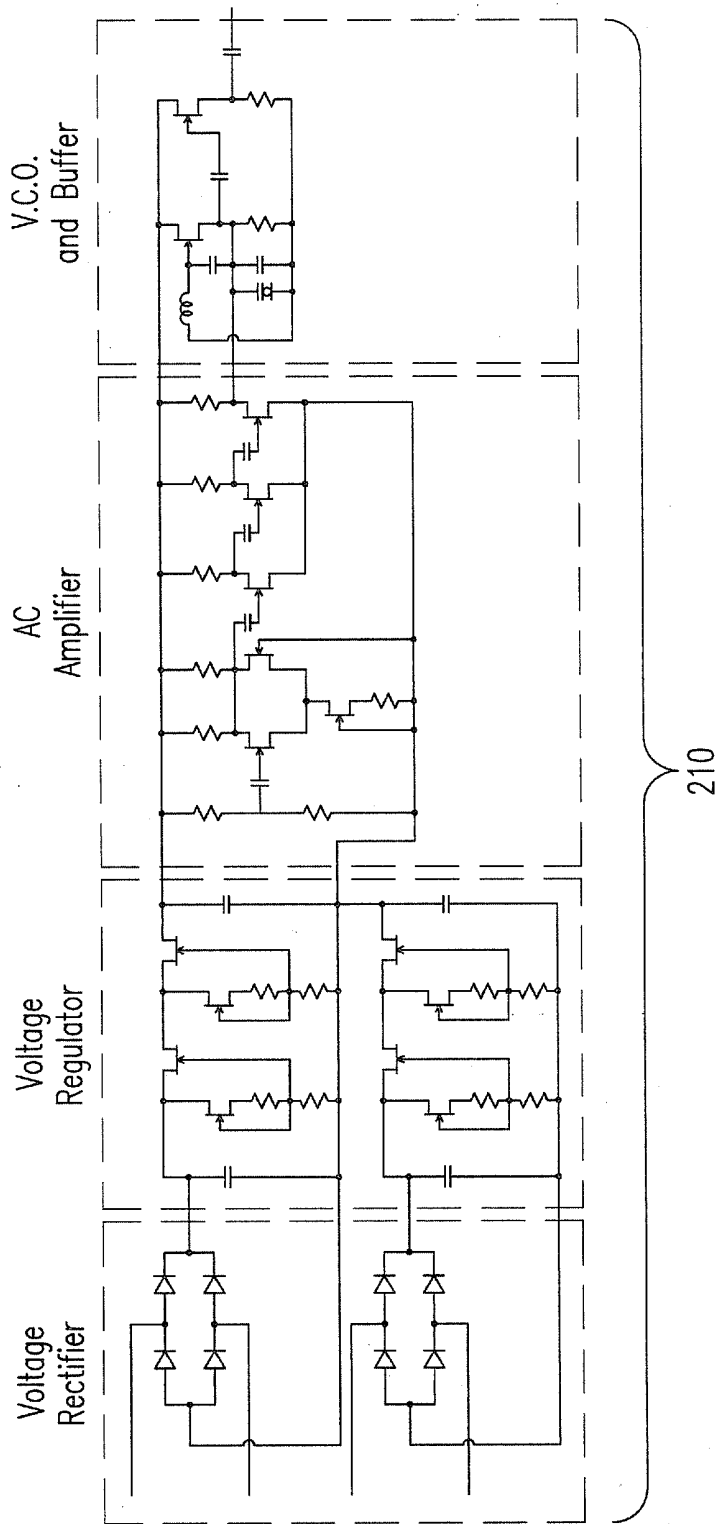 Voltage
Rectifier
Voltage
Regulator
AC
Amplifier
V.C.O.
and Buffer
210